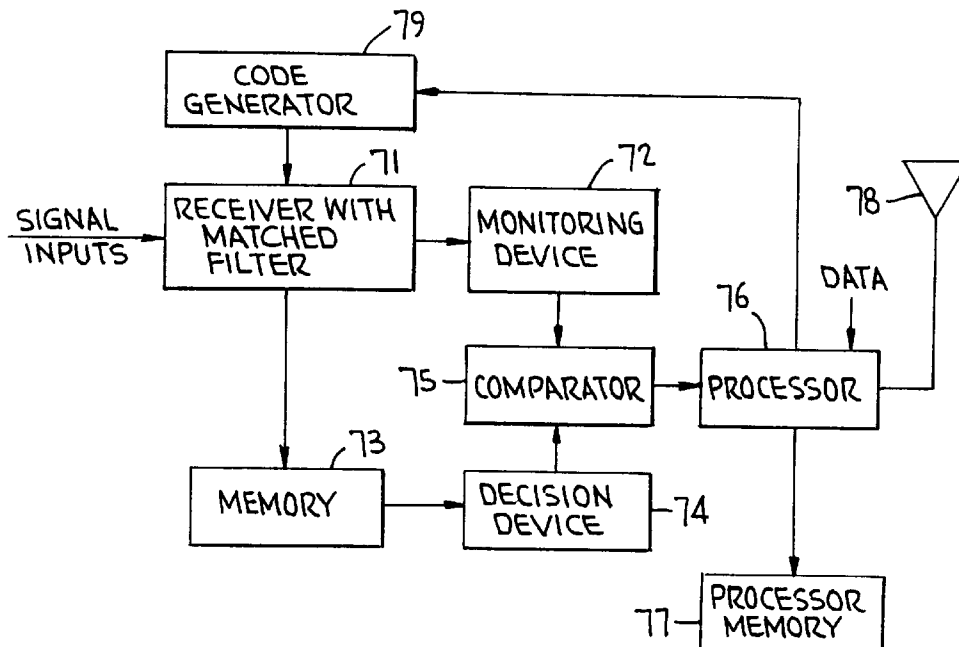 79
CODE
GENERATOR
71
72
RECEIVER WITH
MATCHED
FILTER
SIGNAL
INPUTS
MONITORING
DEVICE
78
DATA
76
75
COMPARATOR
PROCESSOR
73
MEMORY
DECISION
DEVICE
74
77
PROCESSOR
MEMORY